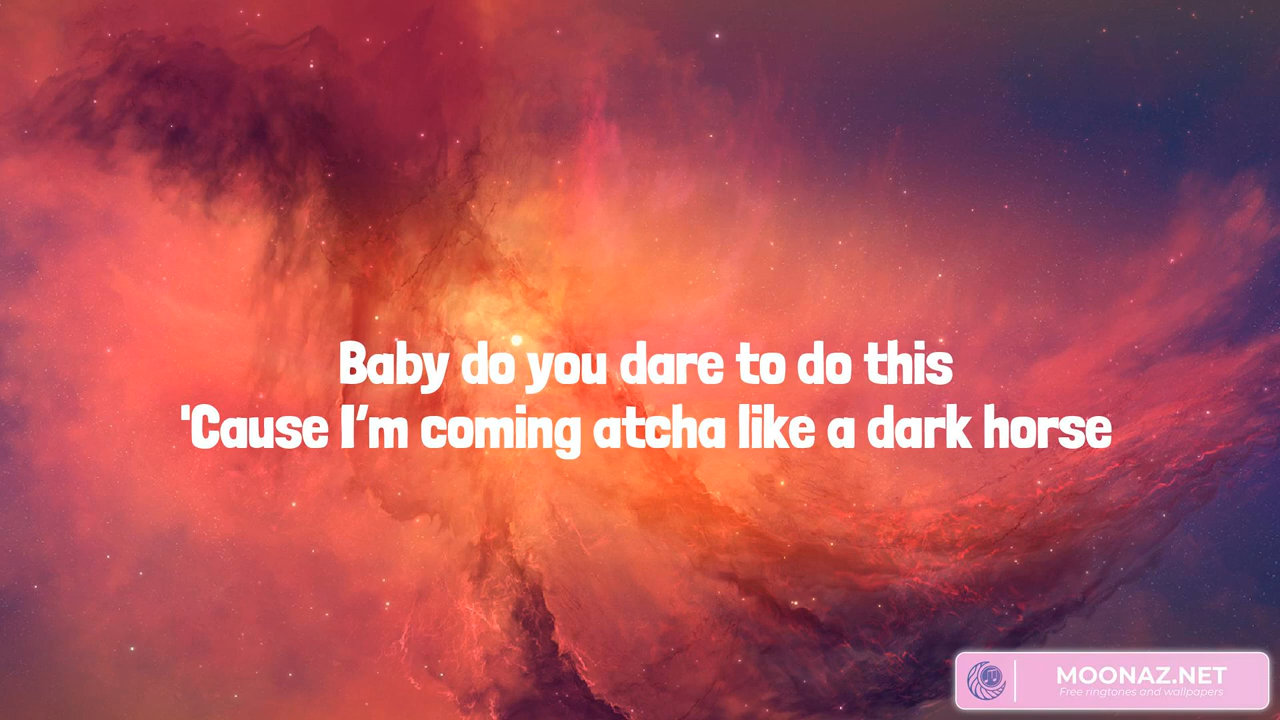 Baby do you dare to do this
'Cause I'm coming atcha like a dark horse
MOONAZ.NET
Free ringtones and wallpapers